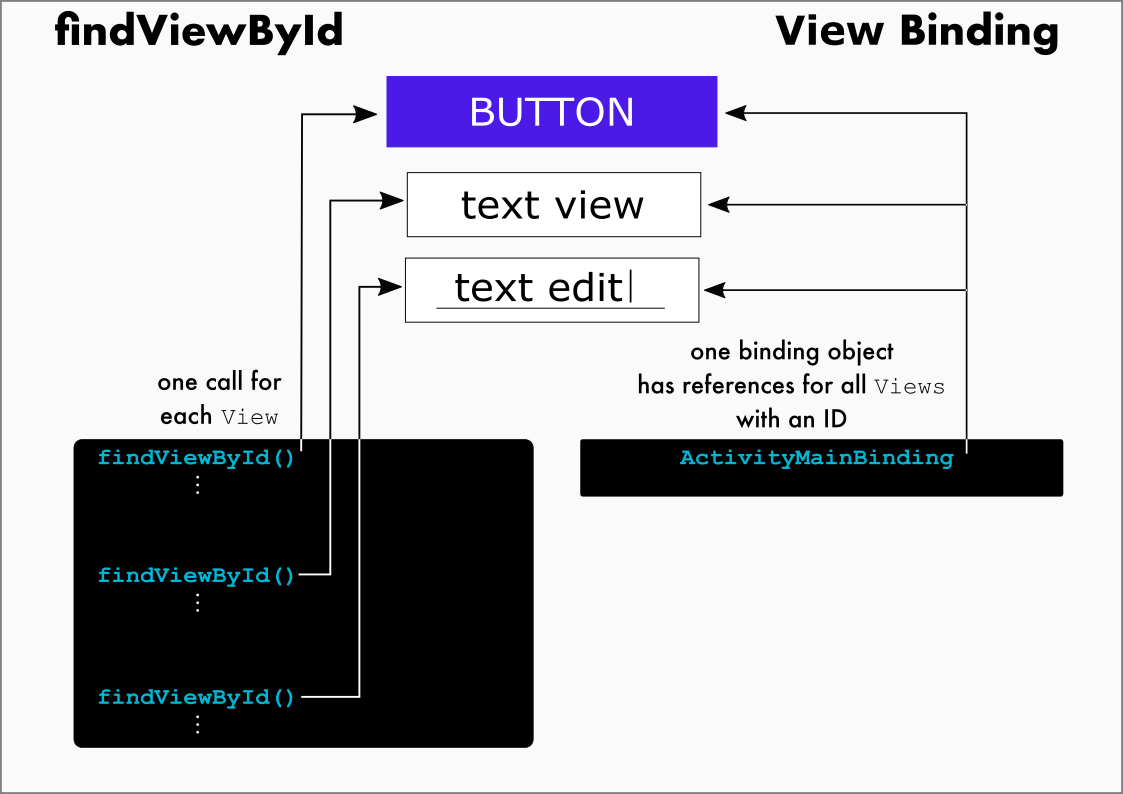 findViewById
View Binding
BUTTON
text view
text edit
one call for
each View
one binding object
has references for all Views
with an ID
findViewById()
findViewById()
findViewById()
ActivityMainBinding